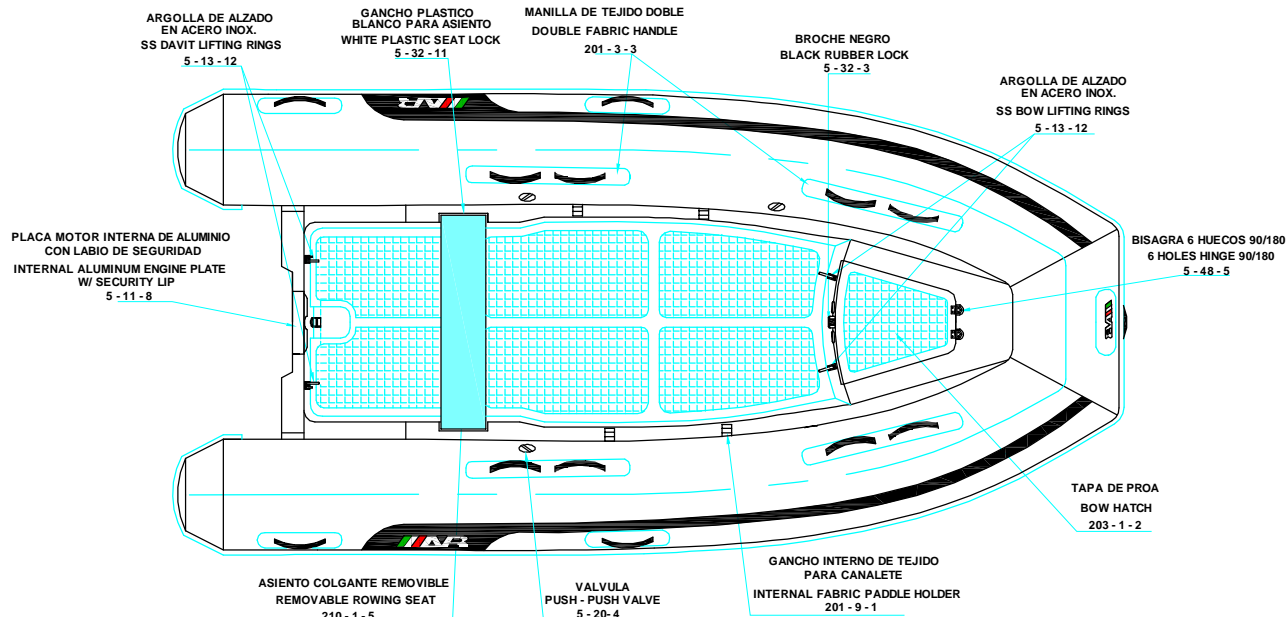 ARGOLLA DE ALZADO
EN ACERO INOX.
SS DAVIT LIFTING RINGS
5 - 13 - 12
GANCHO PLASTICO
BLANCO PARA ASIENTO
WHITE PLASTIC SEAT LOCK
5 - 32 - 11
MANILLA DE TEJIDO DOBLE
DOUBLE FABRIC HANDLE
201 - 3 - 3
BROCHE NEGRO
BLACK RUBBER LOCK
5 - 32 - 3
ARGOLLA DE ALZADO
EN ACERO INOX.
SS BOW LIFTING RINGS
5 - 13 - 12
PLACA MOTOR INTERNA DE ALUMINIO
CON LABIO DE SEGURIDAD
INTERNAL ALUMINUM ENGINE PLATE
W/ SECURITY LIP
5 - 11 - 8
BISAGRA 6 HUECOS 90/180
6 HOLES HINGE 90/180
5 - 48 - 5
TAPA DE PROA
BOW HATCH
203 - 1 - 2
ASIENTO COLGANTE REMOVIBLE
REMOVABLE ROWING SEAT
210 - 1 - 5
VALVULA
PUSH - PUSH VALVE
5 - 20- 4
GANCHO INTERNO DE TEJIDO
PARA CANALETE
INTERNAL FABRIC PADDLE HOLDER
201 - 9 - 1